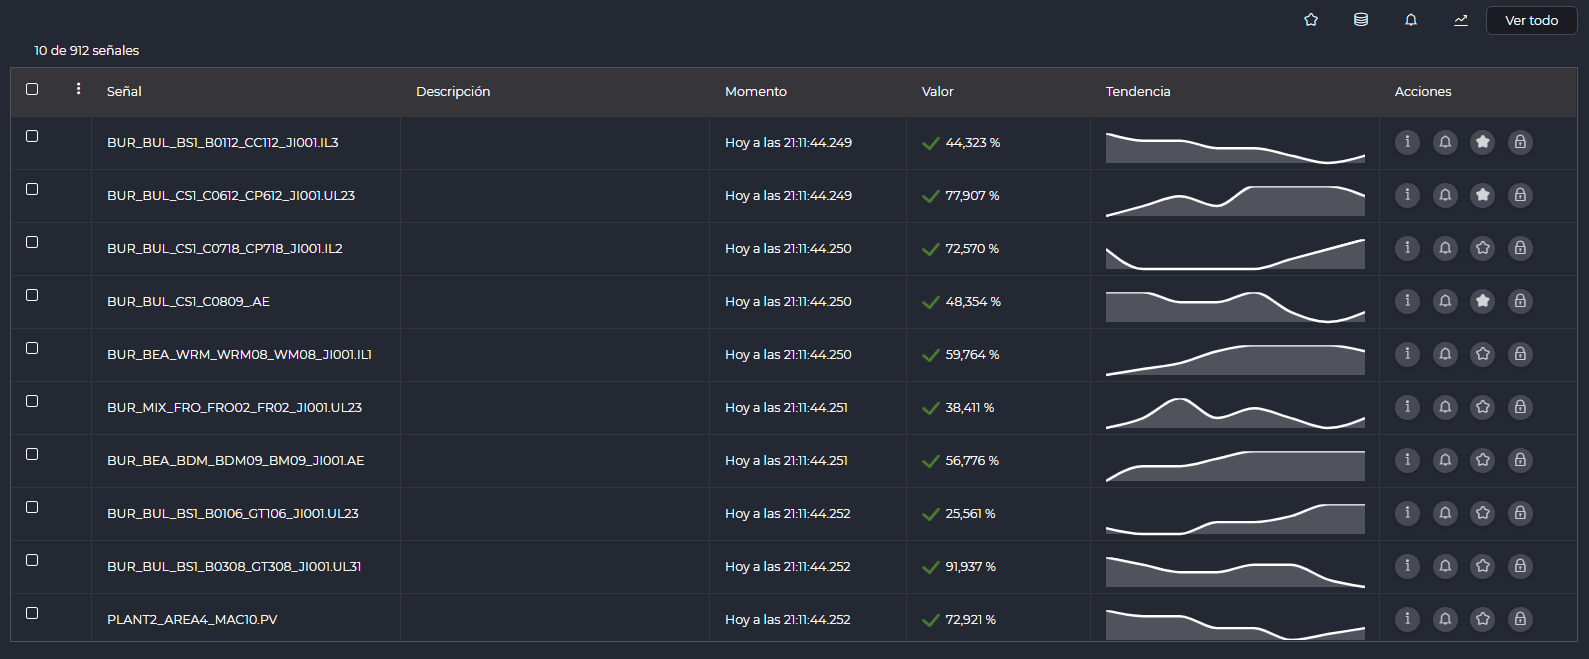 Ver todo
10 de 912 señales
Señal Descripción Momento Valor Tendencia Acciones
BUR_BUL_BS1_B0112_CC112_JI001.IL3 Hoy a las 21:11:44.249 44,323 %
BUR_BUL_CS1_C0612_CP612_JI001.UL23 Hoy a las 21:11:44.249 77,907 %
BUR_BUL_CS1_C0718_CP718_JI001.IL2 Hoy a las 21:11:44.250 72,570 %
BUR_BUL_CS1_C0809_.AE Hoy a las 21:11:44.250 48,354 %
BUR_BEA_WRM_WRM08_WM08_JI001.IL1 Hoy a las 21:11:44.250 59,764 %
BUR_MIX_FRO_FRO02_FR02_JI001.UL23 Hoy a las 21:11:44.251 38,411 %
BUR_BEA_BDM_BDM09_BM09_JI001.AE Hoy a las 21:11:44.251 56,776 %
BUR_BUL_BS1_B0106_GT106_JI001.UL23 Hoy a las 21:11:44.252 25,561 %
BUR_BUL_BS1_B0308_GT308_JI001.UL31 Hoy a las 21:11:44.252 91,937 %
PLANT2_AREA4_MAC10.PV Hoy a las 21:11:44.252 72,921 %